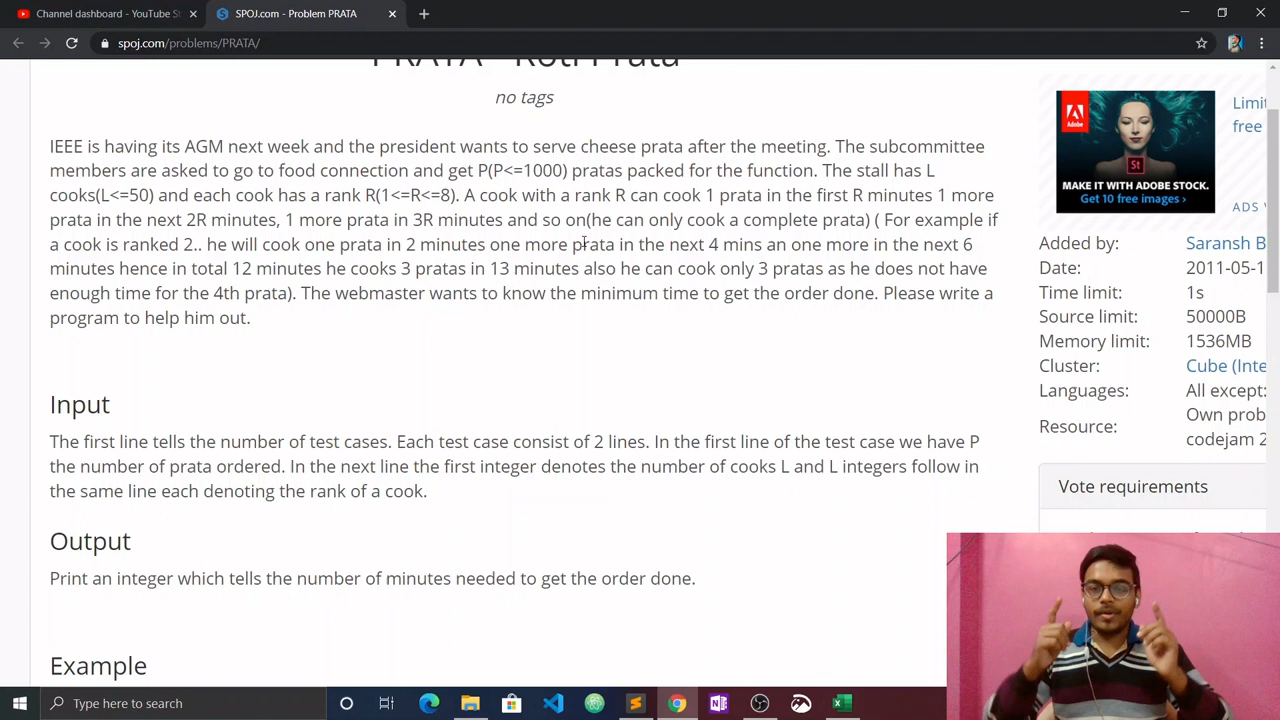 Channel dashboard - YouTube St
SPOJ.com - Problem PRATA
spoj.com/problems/PRATA/
PRATA - Roti Prata
no tags
IEEE is having its AGM next week and the president wants to serve cheese prata after the meeting. The subcommittee
members are asked to go to food connection and get P(P<=1000) pratas packed for the function. The stall has L
cooks(L<=50) and each cook has a rank R(1<=R<=8). A cook with a rank R can cook 1 prata in the first R minutes 1 more
prata in the next 2R minutes, 1 more prata in 3R minutes and so on(he can only cook a complete prata) ( For example if
a cook is ranked 2.. he will cook one prata in 2 minutes one more prata in the next 4 mins an one more in the next 6
minutes hence in total 12 minutes he cooks 3 pratas in 13 minutes also he can cook only 3 pratas as he does not have
enough time for the 4th prata). The webmaster wants to know the minimum time to get the order done. Please write a
program to help him out.
Input
The first line tells the number of test cases. Each test case consist of 2 lines. In the first line of the test case we have P
the number of prata ordered. In the next line the first integer denotes the number of cooks L and L integers follow in
the same line each denoting the rank of a cook.
Output
Print an integer which tells the number of minutes needed to get the order done.
Example
Adobe
St
MAKE IT WITH ADOBE STOCK.
Get 10 free images ›
Limi
free
ADS V
Added by: Saransh B
Date: 2011-05-1
Time limit: 1s
Source limit: 50000B
Memory limit: 1536MB
Cluster: Cube (Inte
Languages: All except:
Resource: Own prob
codejam 2
Vote requirements
Type here to search